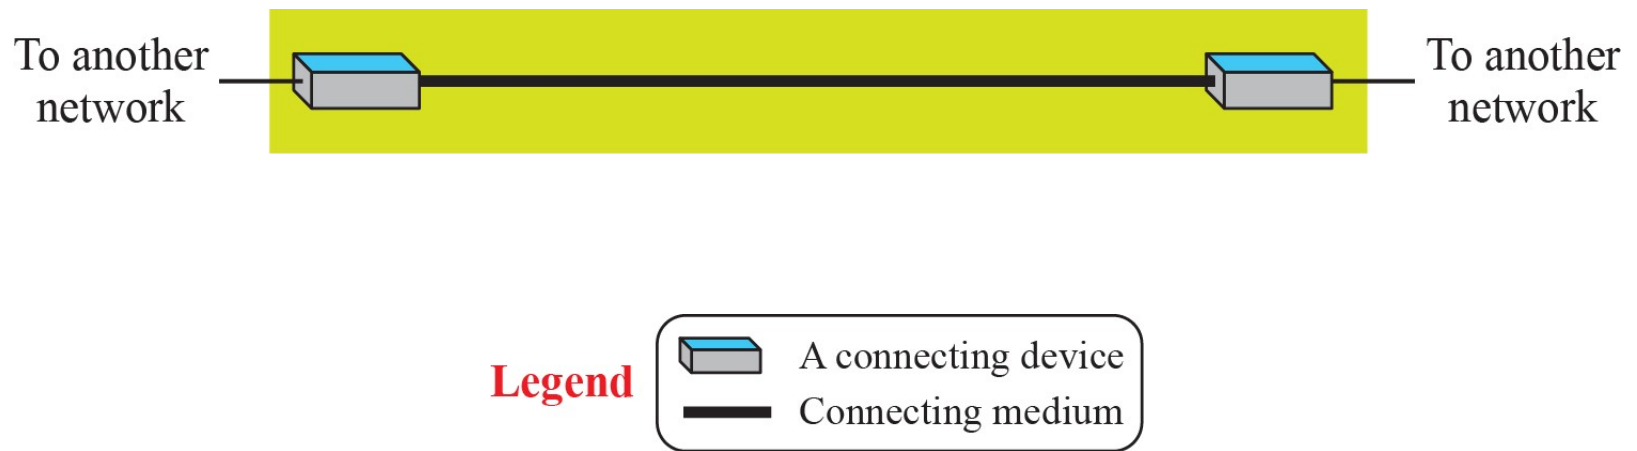 To another
network
To another
network
Legend
A connecting device
Connecting medium